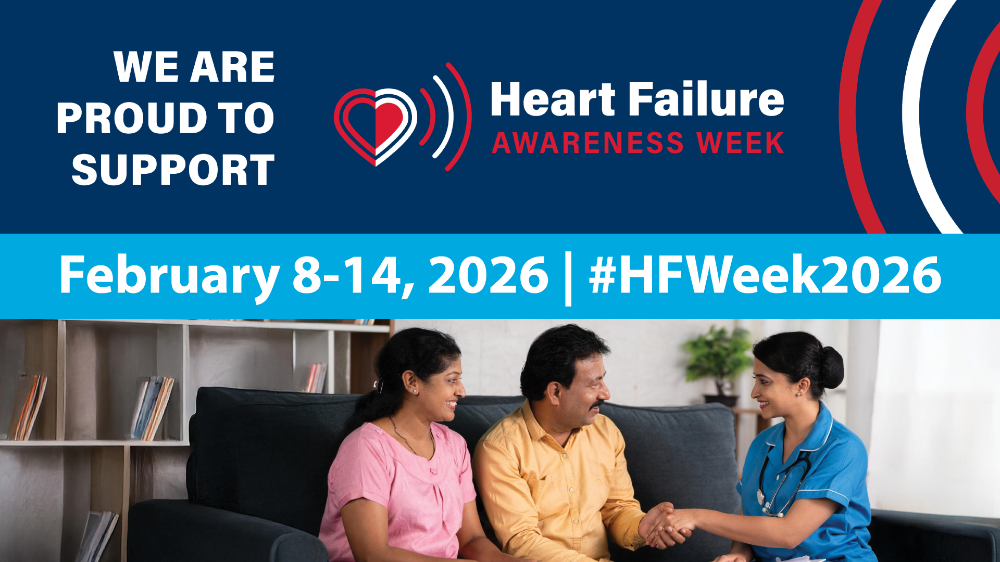 WE ARE
PROUD TO
SUPPORT
Heart Failure
AWARENESS WEEK
February 8-14, 2026 | #HFWeek2026